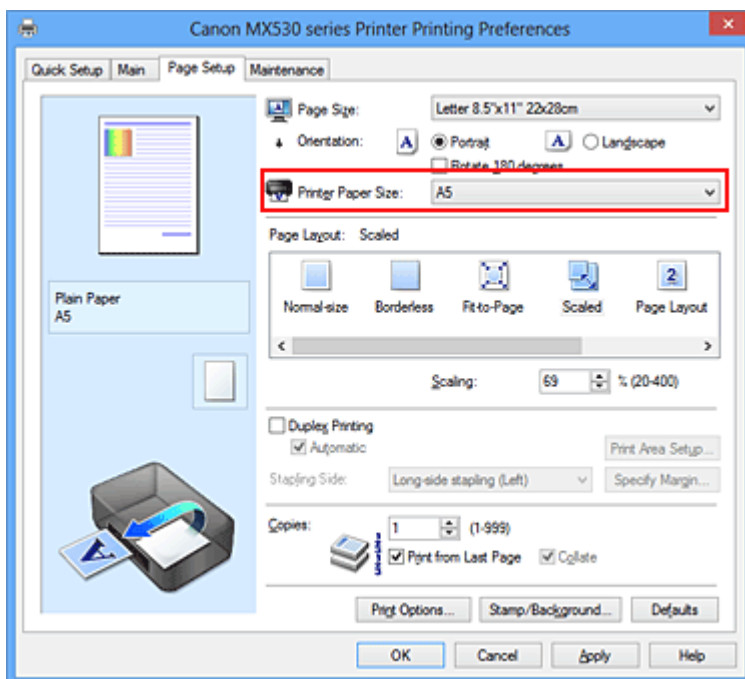 Canon MX530 series Printer Printing Preferences
Quick Setup Main Page Setup Maintenance
Page Size: Letter 8.5"x11" 22x28cm
Orientation: A Portrait A Landscape
Rotate 180 degrees
Printer Paper Size: A5
Page Layout: Scaled
Normal-size Borderless Fit-to-Page Scaled Page Layout
Plain Paper
A5
Scaling: 69 % (20-400)
Duplex Printing
Automatic Print Area Setup...
Stapling Side: Long-side stapling (Left) Specify Margin...
Copies: 1 (1-999)
Print from Last Page Collate
Print Options... Stamp/Background... Defaults
OK Cancel Apply Help